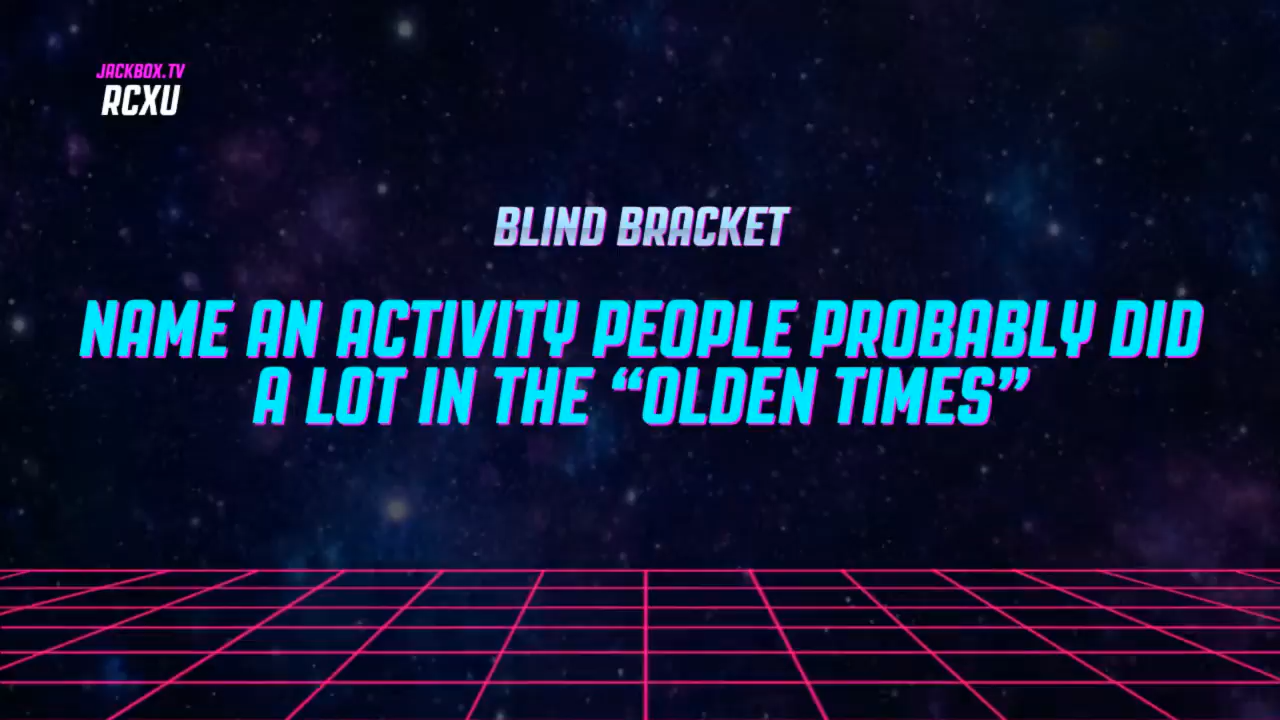 JACKBOX.TV
RCXU
BLIND BRACKET
NAME AN ACTIVITY PEOPLE PROBABLY DID
A LOT IN THE “OLDEN TIMES”